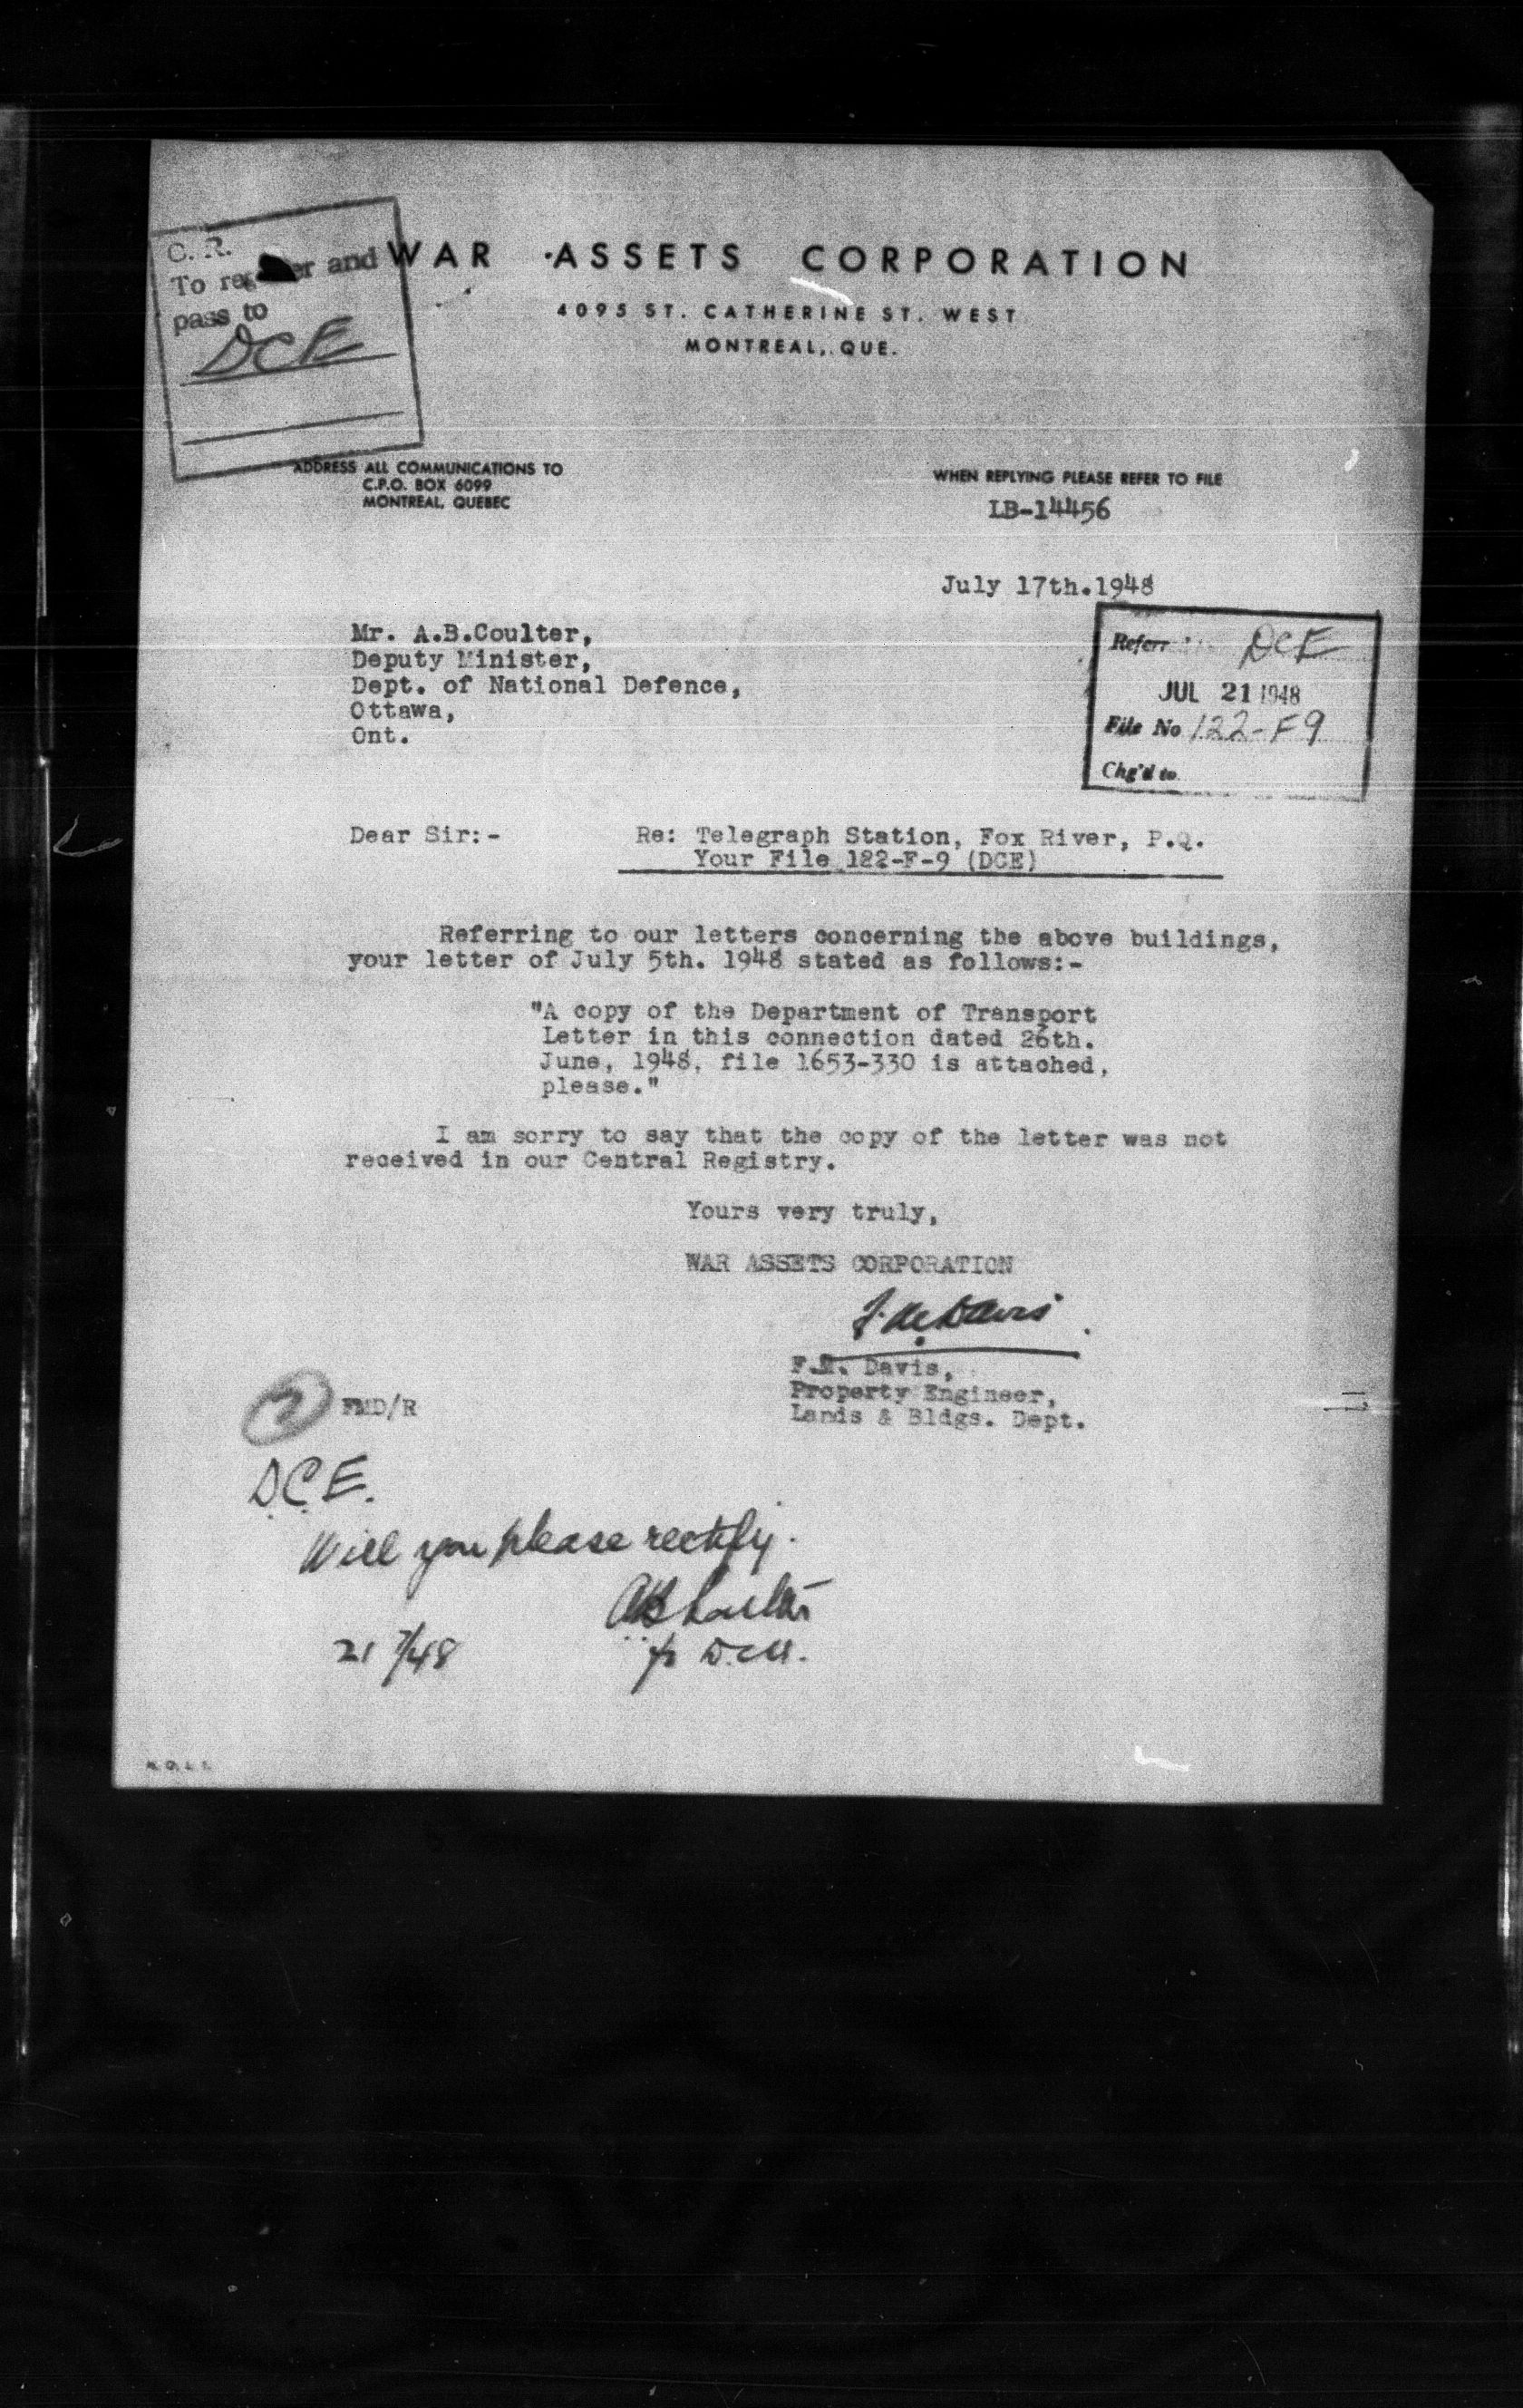 C. R.
To register and
pass to
DCE
WAR ASSETS CORPORATION
4095 ST. CATHERINE ST. WEST
MONTREAL, QUE.
ADDRESS ALL COMMUNICATIONS TO
C.P.O. BOX 6099
MONTREAL, QUEBEC
WHEN REPLYING PLEASE REFER TO FILE
LB-14456
July 17th.1948
Mr. A.B.Coulter,
Deputy Minister,
Dept. of National Defence,
Ottawa,
Ont.
Referr DCE
JUL 21 1948
File No 122-F9
Chg'd to
Dear Sir:- Re: Telegraph Station, Fox River, P.Q.
Your File 122-F-9 (DCE)
Referring to our letters concerning the above buildings,
your letter of July 5th. 1948 stated as follows:-
"A copy of the Department of Transport
Letter in this connection dated 26th.
June, 1948, file 1653-330 is attached,
please."
I am sorry to say that the copy of the letter was not
received in our Central Registry.
Yours very truly,
WAR ASSETS CORPORATION
F. M. Davis
F.M. Davis,
Property Engineer,
Lands & Bldgs. Dept.
2 FMD/R
D.C.E.
Will you please rectify.
AB Coulter
21/7/48 D.M.